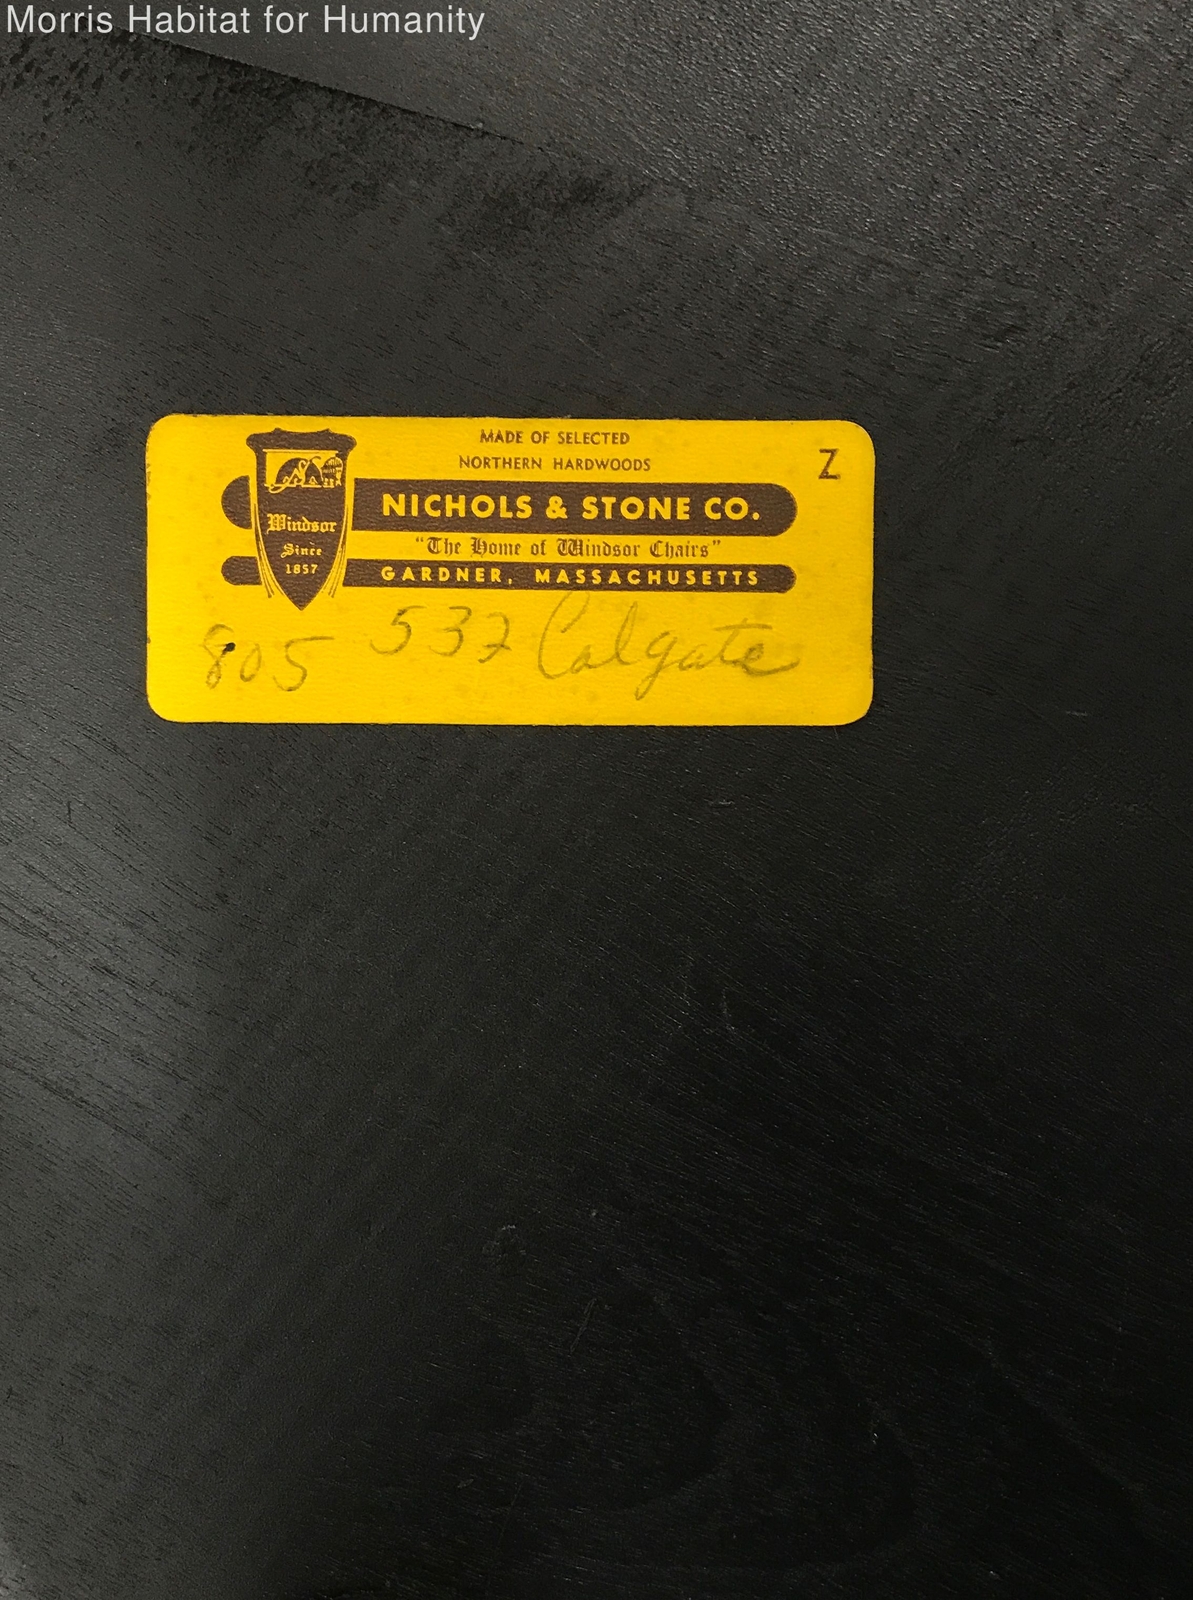 Morris Habitat for Humanity
MADE OF SELECTED
NORTHERN HARDWOODS
Z
NICHOLS & STONE CO.
"The Home of Windsor Chairs"
GARDNER, MASSACHUSETTS
Windsor
Since
1857
805 532 Colgate